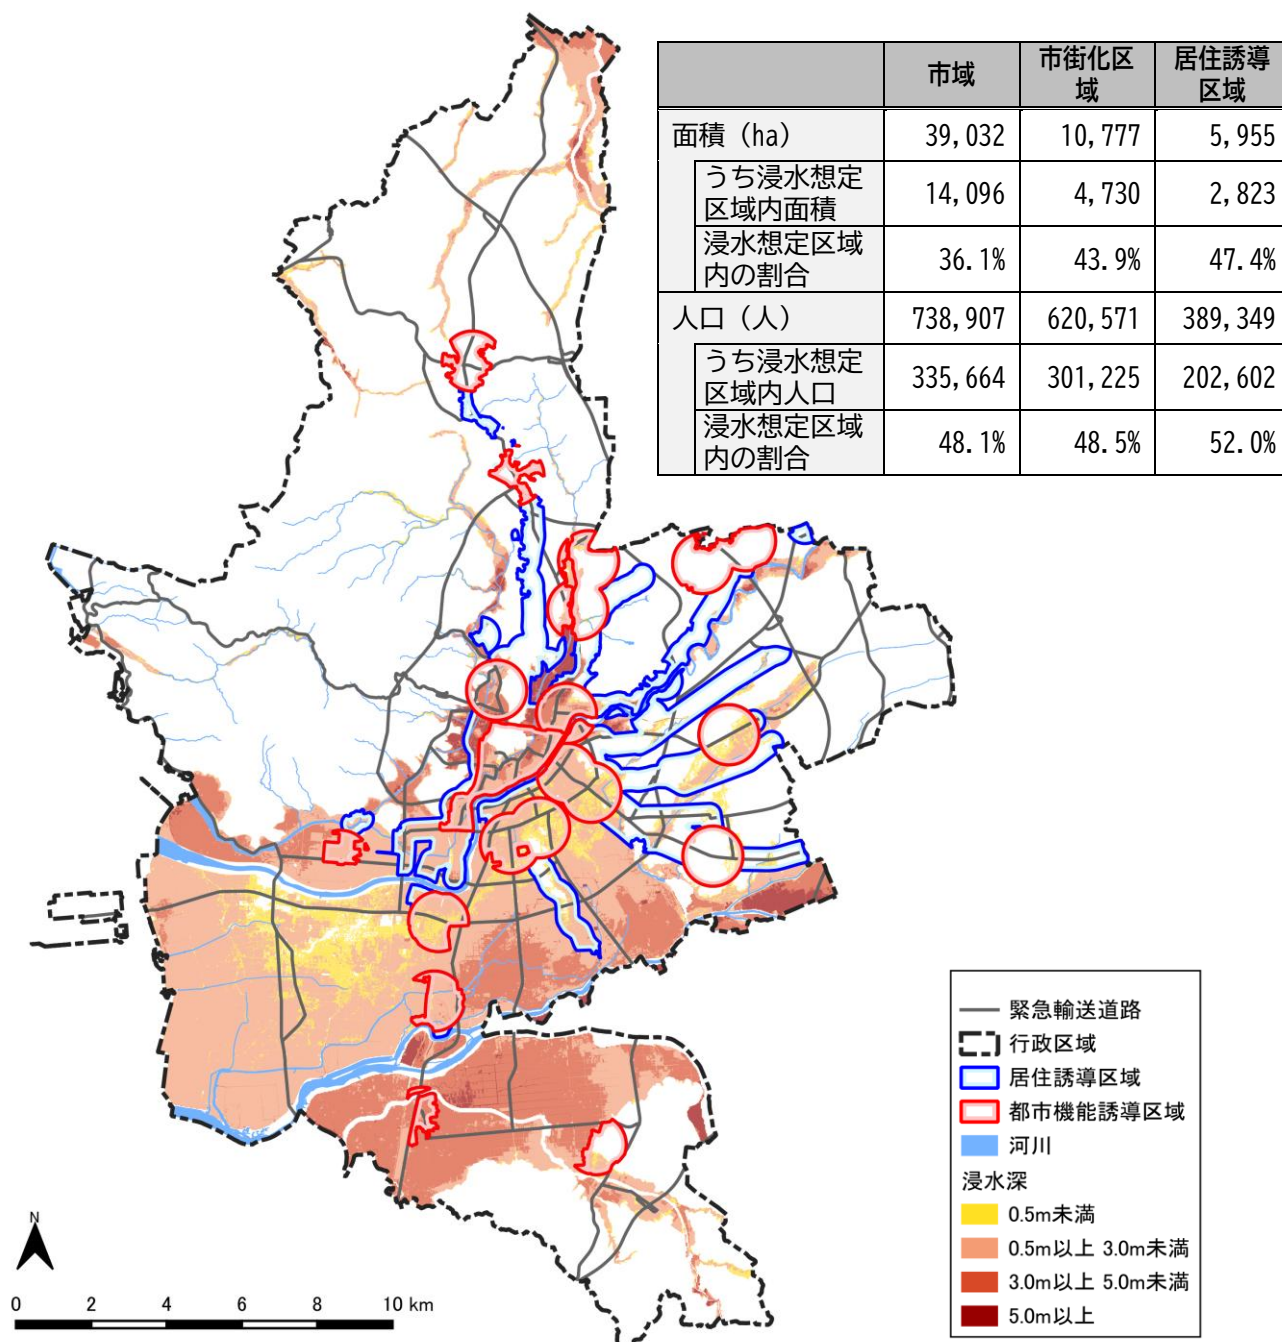 市域
市街化区
域
居住誘導
区域
面積（ha） 39,032 10,777 5,955
うち浸水想定
区域内面積 14,096 4,730 2,823
浸水想定区域
内の割合 36.1% 43.9% 47.4%
人口（人） 738,907 620,571 389,349
うち浸水想定
区域内人口 335,664 301,225 202,602
浸水想定区域
内の割合 48.1% 48.5% 52.0%
緊急輸送道路
行政区域
居住誘導区域
都市機能誘導区域
河川
浸水深
0.5m未満
0.5m以上 3.0m未満
3.0m以上 5.0m未満
5.0m以上
N
0 2 4 6 8 10 km